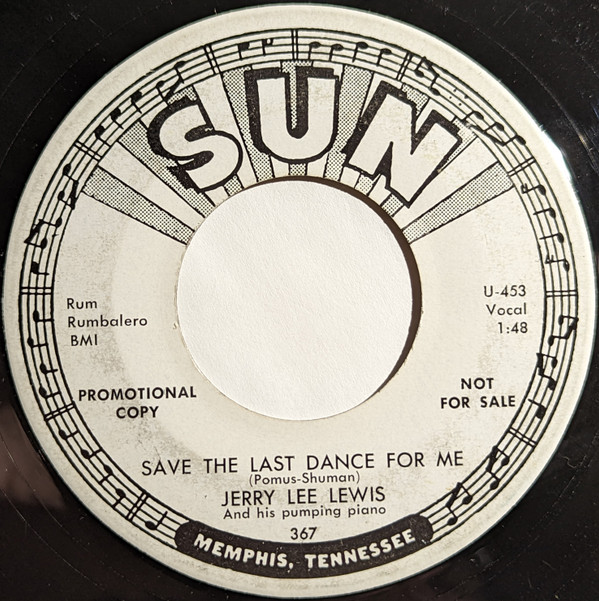 SUN
Rum
Rumbalero
BMI
U-453
Vocal
1:48
PROMOTIONAL
COPY
NOT
FOR SALE
SAVE THE LAST DANCE FOR ME
(Pomus-Shuman)
JERRY LEE LEWIS
And his pumping piano
367
MEMPHIS, TENNESSEE